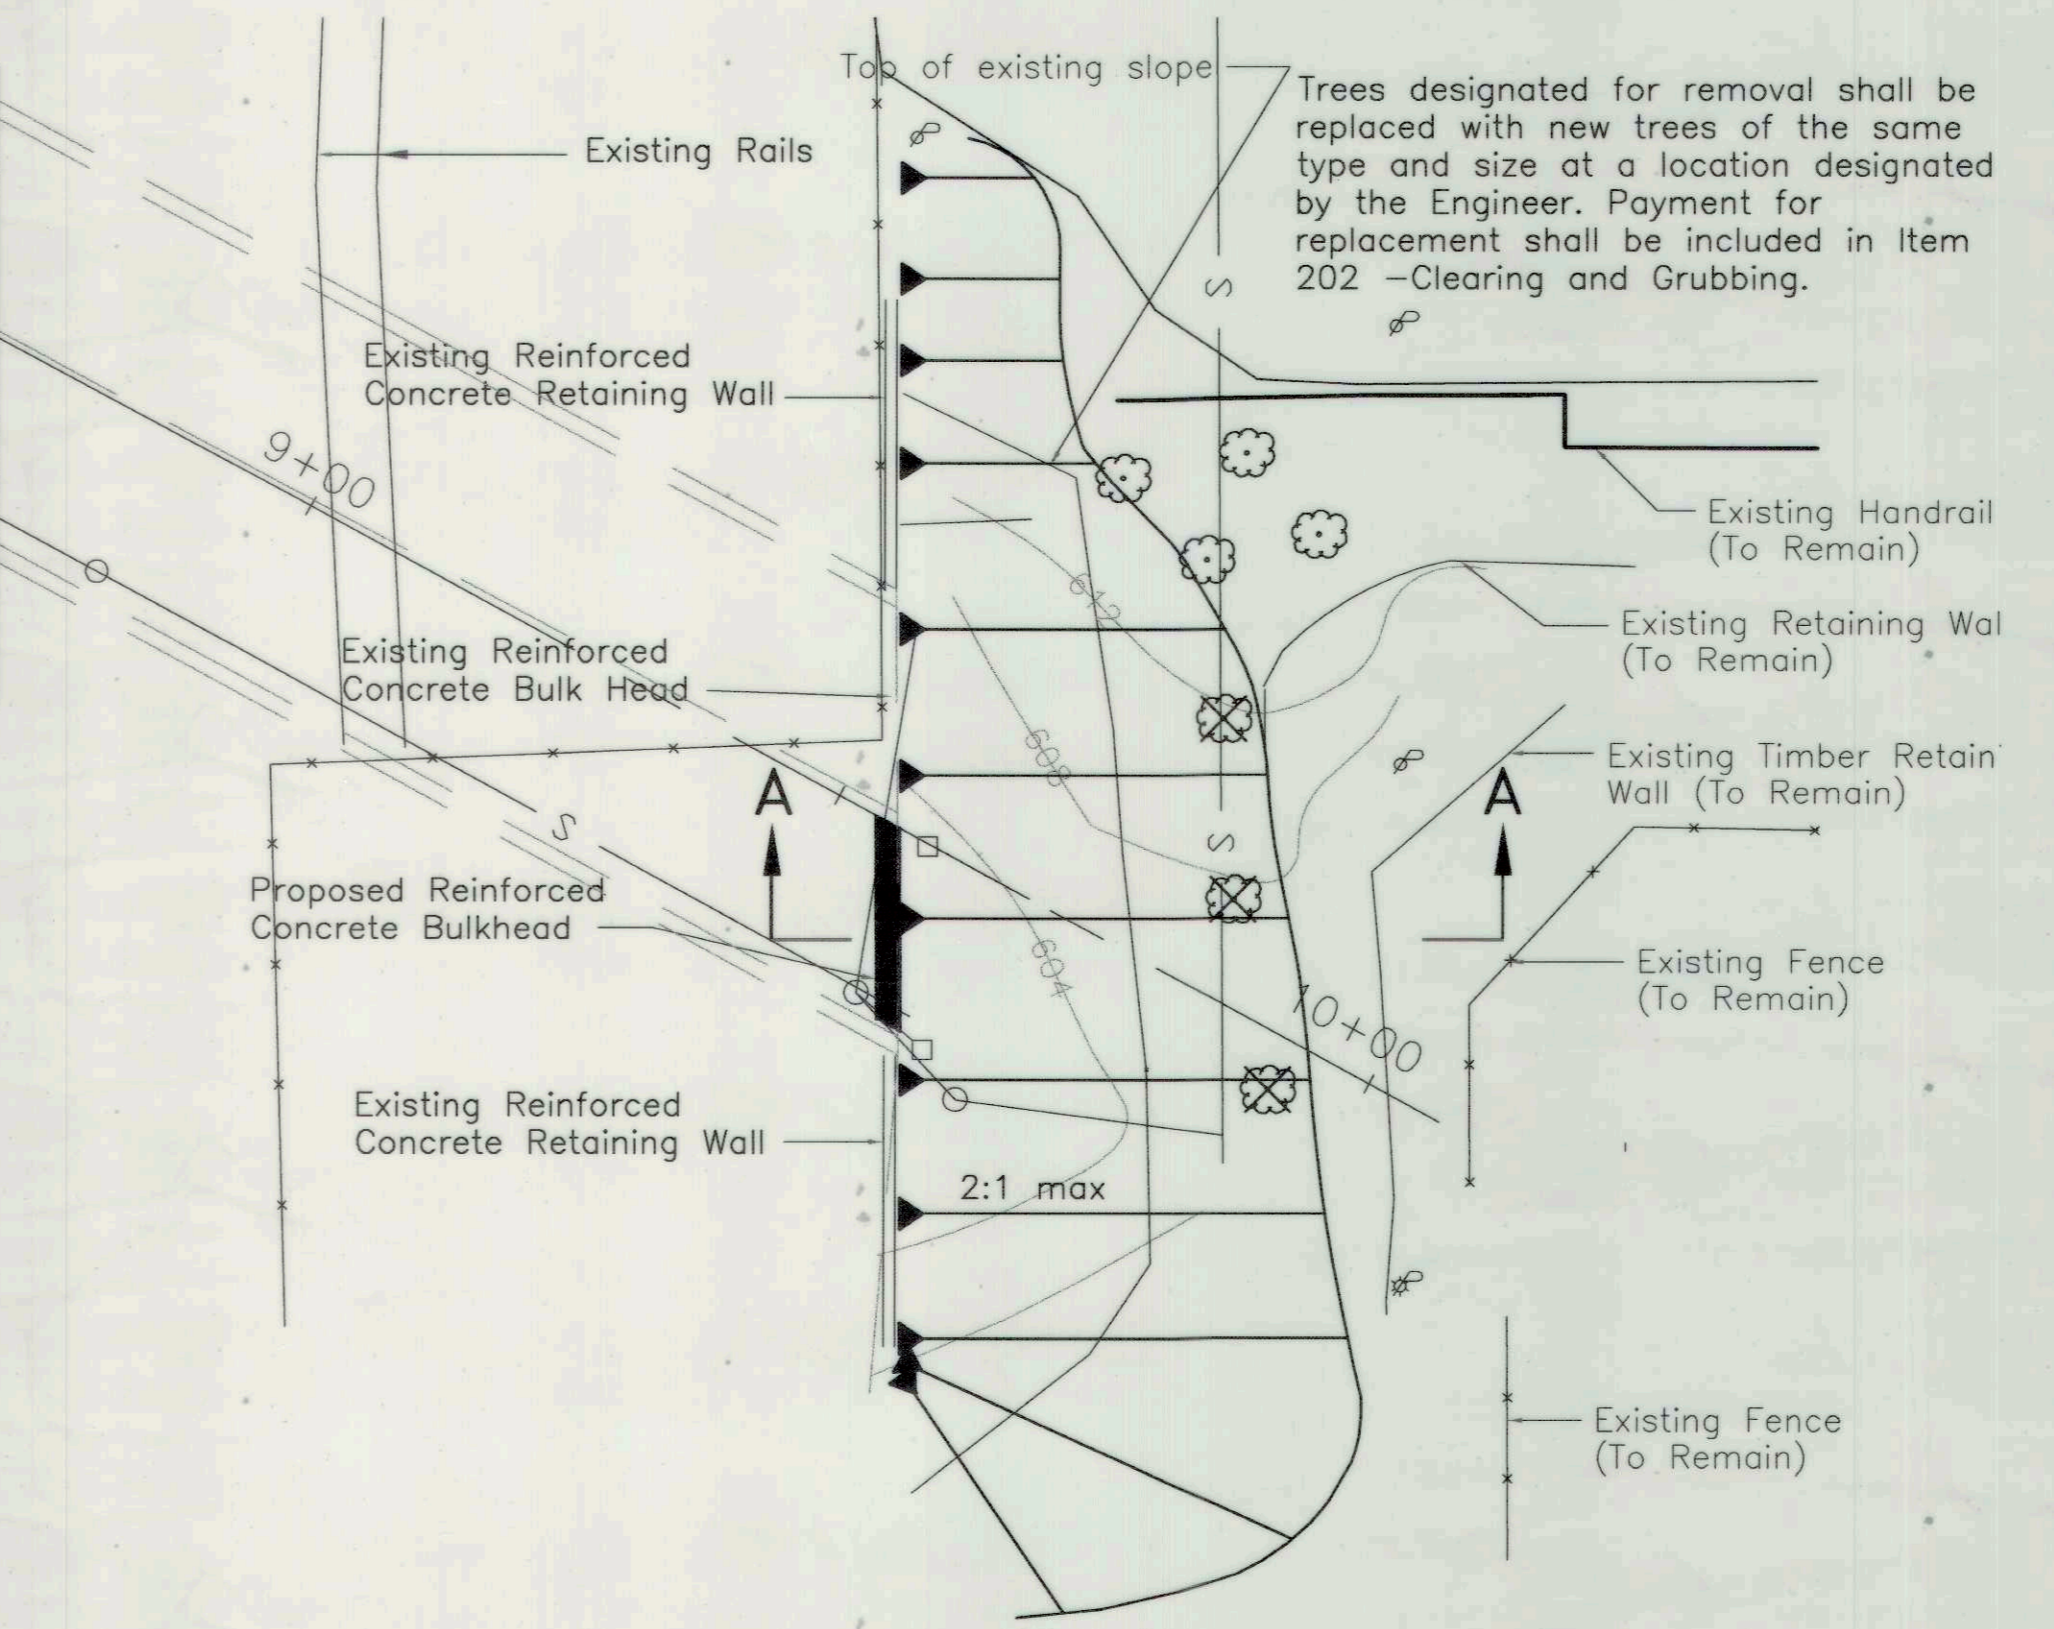 Top of existing slope
Trees designated for removal shall be
replaced with new trees of the same
type and size at a location designated
by the Engineer. Payment for
replacement shall be included in Item
202 -Clearing and Grubbing.
Existing Rails
S
Existing Reinforced
Concrete Retaining Wall
9+00
Existing Handrail
(To Remain)
612
Existing Reinforced
Concrete Bulk Head
Existing Retaining Wal
(To Remain)
608
Existing Timber Retain
Wall (To Remain)
A
A
S
S
Proposed Reinforced
Concrete Bulkhead
604
Existing Fence
(To Remain)
10+00
Existing Reinforced
Concrete Retaining Wall
2:1 max
Existing Fence
(To Remain)